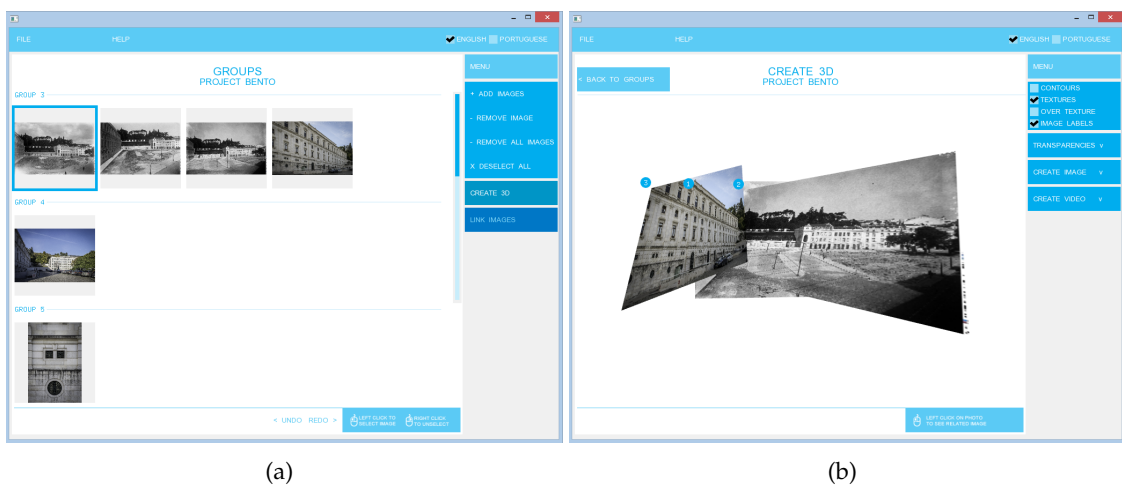 FILE
HELP
ENGLISH PORTUGUESE
GROUPS
PROJECT BENTO
GROUP 3
GROUP 4
GROUP 5
MENU
+ ADD IMAGES
- REMOVE IMAGE
- REMOVE ALL IMAGES
X DESELECT ALL
CREATE 3D
LINK IMAGES
< UNDO REDO >
LEFT CLICK TO
SELECT IMAGE
RIGHT CLICK
TO UNSELECT
(a)
FILE
HELP
ENGLISH PORTUGUESE
< BACK TO GROUPS
CREATE 3D
PROJECT BENTO
3
1
2
MENU
CONTOURS
TEXTURES
OVER TEXTURE
IMAGE LABELS
TRANSPARENCIES v
CREATE IMAGE v
CREATE VIDEO v
LEFT CLICK ON PHOTO
TO SEE RELATED IMAGE
(b)